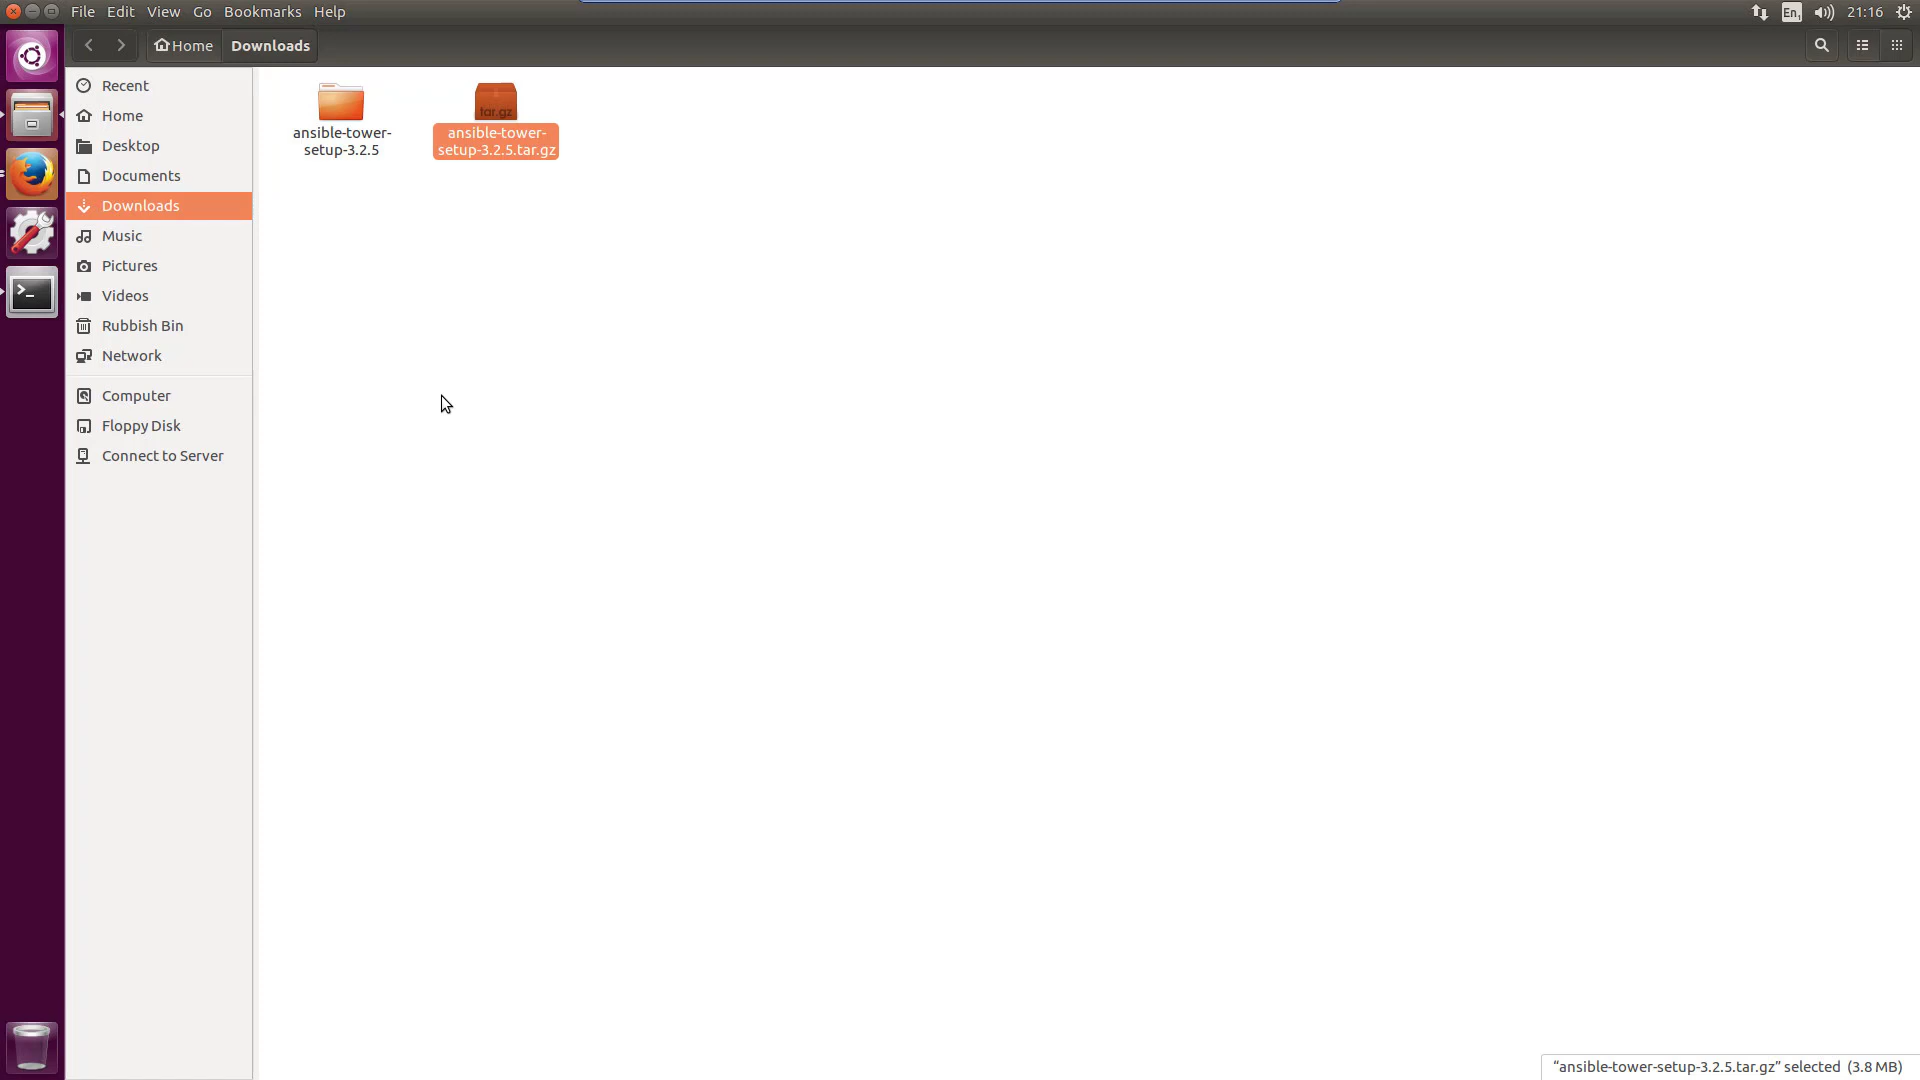 File Edit View Go Bookmarks Help
En1 21:16
Home Downloads
Recent
Home
Desktop
Documents
Downloads
Music
Pictures
Videos
Rubbish Bin
Network
Computer
Floppy Disk
Connect to Server
tar.gz
ansible-tower-
setup-3.2.5
ansible-tower-
setup-3.2.5.tar.gz
“ansible-tower-setup-3.2.5.tar.gz” selected (3.8 MB)